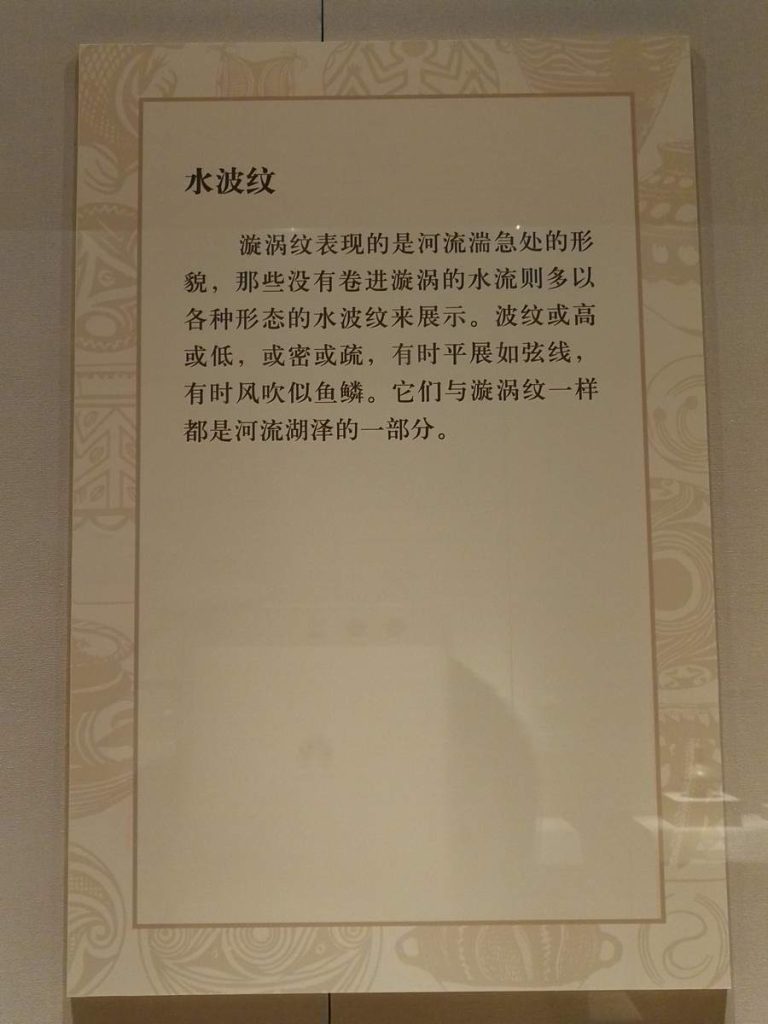 水波纹
漩涡纹表现的是河流湍急处的形
貌，那些没有卷进漩涡的水流则多以
各种形态的水波纹来展示。波纹或高
或低，或密或疏，有时平展如弦线，
有时风吹似鱼鳞。它们与漩涡纹一样
都是河流湖泽的一部分。